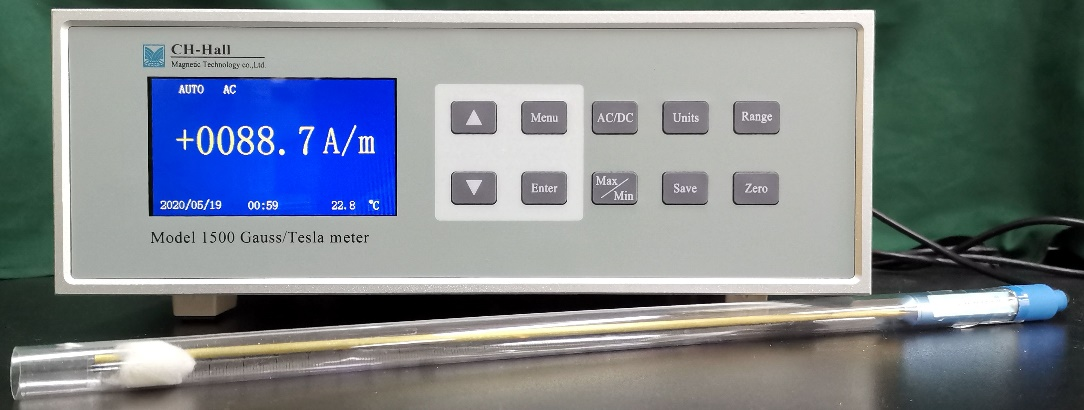 CH-Hall
Magnetic Technology co.,Ltd
AUTO AC
+0088.7 A/m
2020/05/19 00:59 22.8 ℃
Model 1500 Gauss/Tesla meter
▲ Menu AC/DC Units Range
▼ Enter Max/Min Save Zero